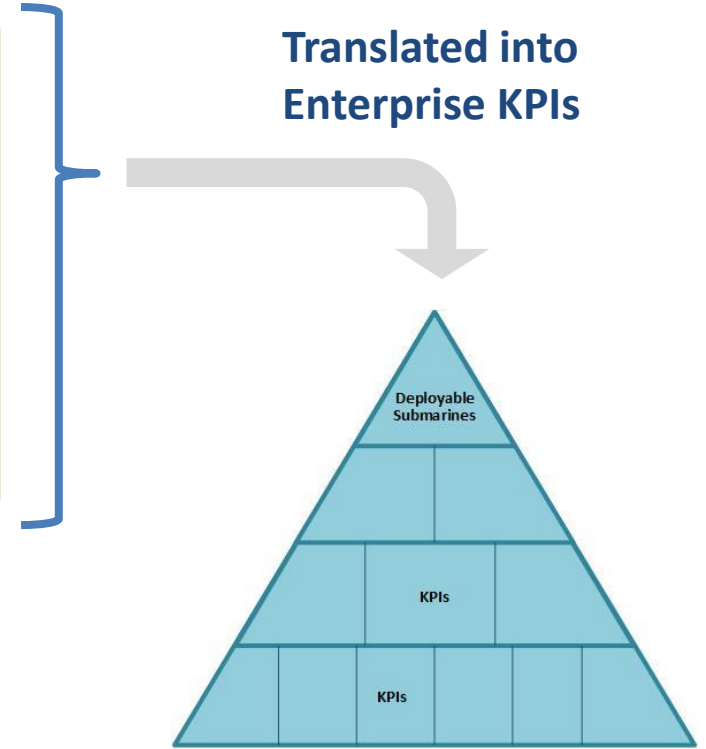 Translated into
Enterprise KPIs
Deployable
Submarines
KPIs
KPIs